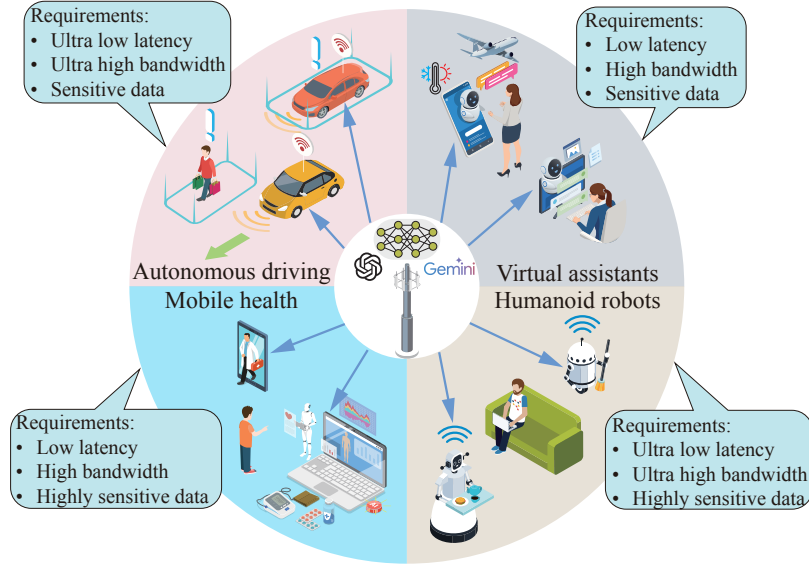 Requirements:
• Ultra low latency
• Ultra high bandwidth
• Sensitive data
Requirements:
• Low latency
• High bandwidth
• Sensitive data
Gemini
Autonomous driving
Virtual assistants
Mobile health
Humanoid robots
Requirements:
• Low latency
• High bandwidth
• Highly sensitive data
Requirements:
• Ultra low latency
• Ultra high bandwidth
• Highly sensitive data